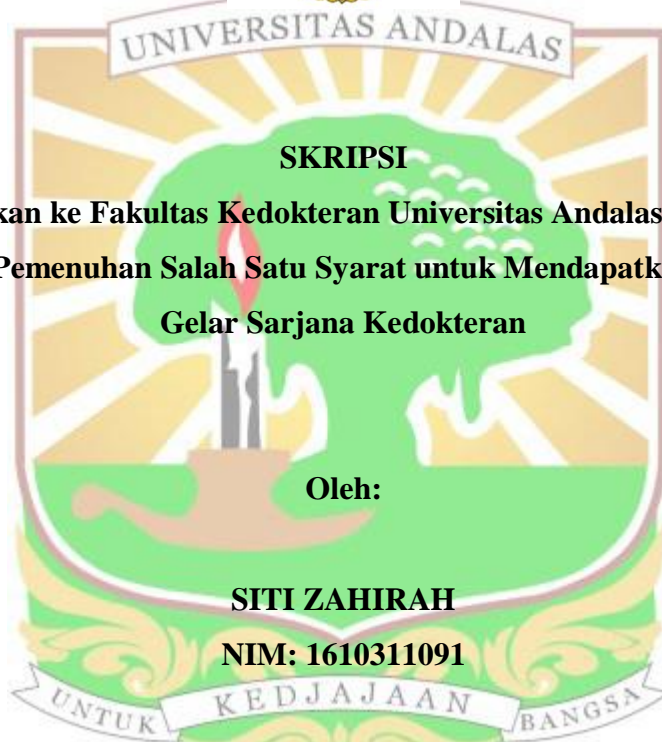 UNIVERSITAS ANDALAS
SKRIPSI
kan ke Fakultas Kedokteran Universitas Andalas
Pemenuhan Salah Satu Syarat untuk Mendapatk
Gelar Sarjana Kedokteran
Oleh:
SITI ZAHIRAH
NIM: 1610311091
UNTUK KEDJAJAAN BANGSA